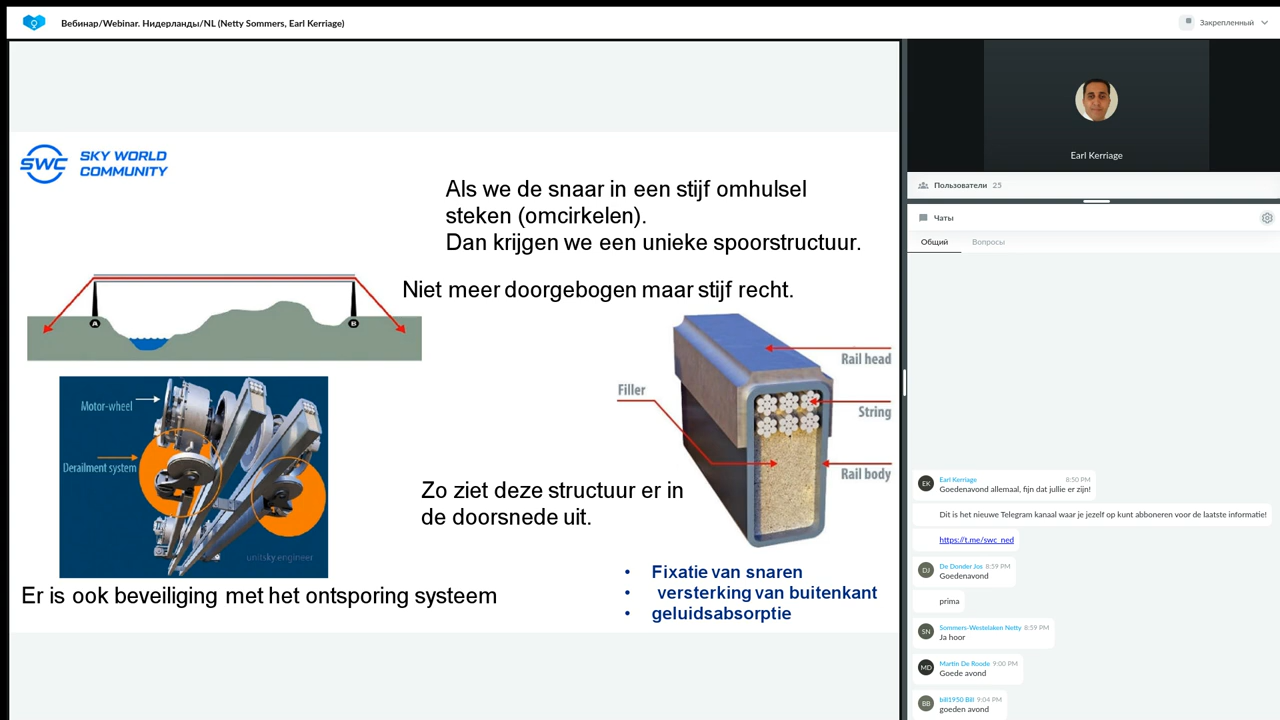 Вебинар/Webinar. Нидерланды/NL (Netty Sommers, Earl Kerriage)
Закрепленный
SWC SKY WORLD
COMMUNITY
Als we de snaar in een stijf omhulsel
steken (omcirkelen).
Dan krijgen we een unieke spoorstructuur.
Niet meer doorgebogen maar stijf recht.
A
B
Rail head
Filler
String
Rail body
Motor-wheel
Derailment system
unitsky engineer
Zo ziet deze structuur er in
de doorsnede uit.
Er is ook beveiliging met het ontsporing systeem
• Fixatie van snaren
• versterking van buitenkant
• geluidsabsorptie
Earl Kerriage
Пользователи 25
Чаты
Общий Вопросы
EK Earl Kerriage 8:50 PM
Goedenavond allemaal, fijn dat jullie er zijn!
Dit is het nieuwe Telegram kanaal waar je jezelf op kunt abboneren voor de laatste informatie!
https://t.me/swc_ned
DJ De Donder Jos 8:59 PM
Goedenavond
prima
SN Sommers-Westelaken Netty 8:59 PM
Ja hoor
MD Martin De Roode 9:00 PM
Goede avond
BB bill1950 Bill 9:04 PM
goeden avond